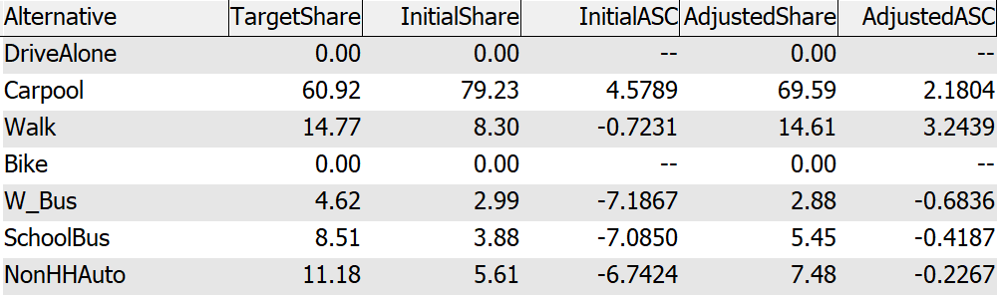 Alternative TargetShare InitialShare InitialASC AdjustedShare AdjustedASC
DriveAlone 0.00 0.00 -- 0.00 --
Carpool 60.92 79.23 4.5789 69.59 2.1804
Walk 14.77 8.30 -0.7231 14.61 3.2439
Bike 0.00 0.00 -- 0.00 --
W_Bus 4.62 2.99 -7.1867 2.88 -0.6836
SchoolBus 8.51 3.88 -7.0850 5.45 -0.4187
NonHHAuto 11.18 5.61 -6.7424 7.48 -0.2267